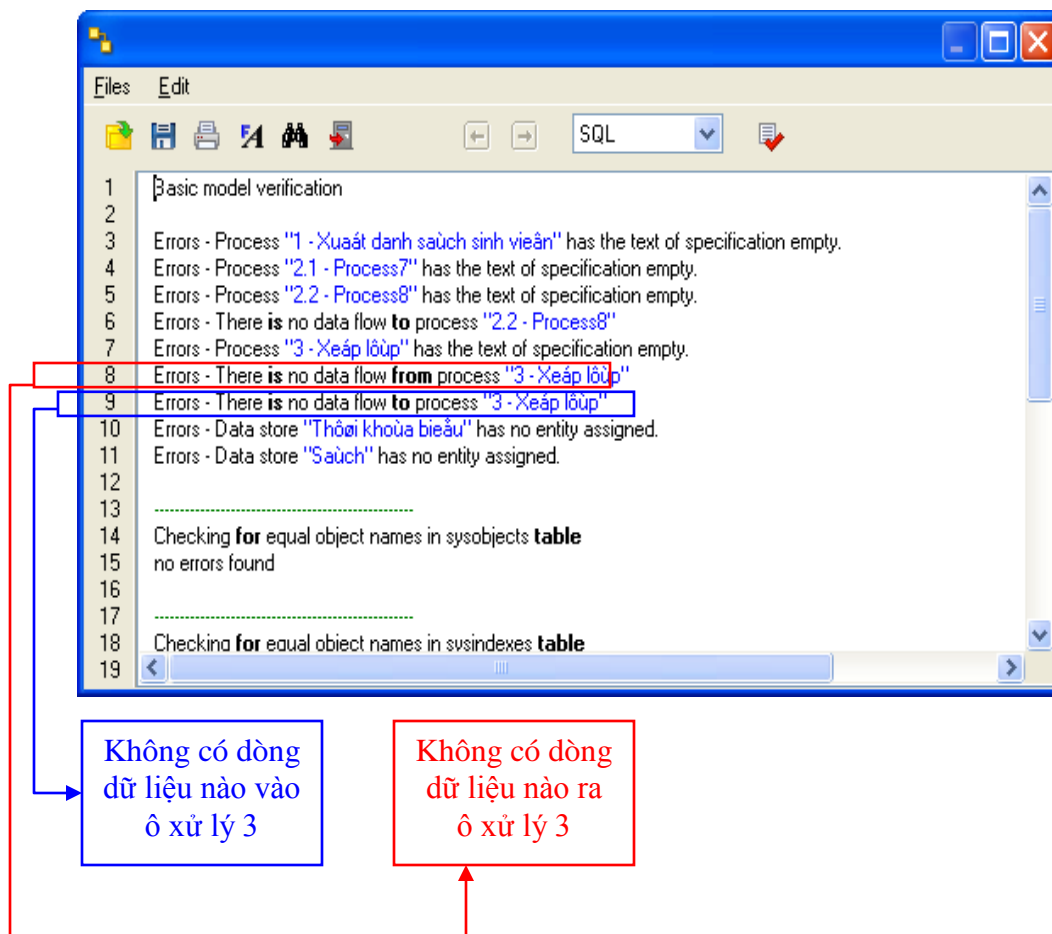 Files Edit
SQL
1 Basic model verification
2
3 Errors - Process "1 - Xuaát danh saùch sinh vieân" has the text of specification empty.
4 Errors - Process "2.1 - Process7" has the text of specification empty.
5 Errors - Process "2.2 - Process8" has the text of specification empty.
6 Errors - There is no data flow to process "2.2 - Process8"
7 Errors - Process "3 - Xeáp lôùp" has the text of specification empty.
8 Errors - There is no data flow from process "3 - Xeáp lôùp"
9 Errors - There is no data flow to process "3 - Xeáp lôùp"
10 Errors - Data store "Thôøi khoùa bieåu" has no entity assigned.
11 Errors - Data store "Saùch" has no entity assigned.
12
13 --------------------------------------------------
14 Checking for equal object names in sysobjects table
15 no errors found
16
17 --------------------------------------------------
18 Checking for equal object names in sysindexes table
19
Không có dòng
dữ liệu nào vào
ô xử lý 3
Không có dòng
dữ liệu nào ra
ô xử lý 3